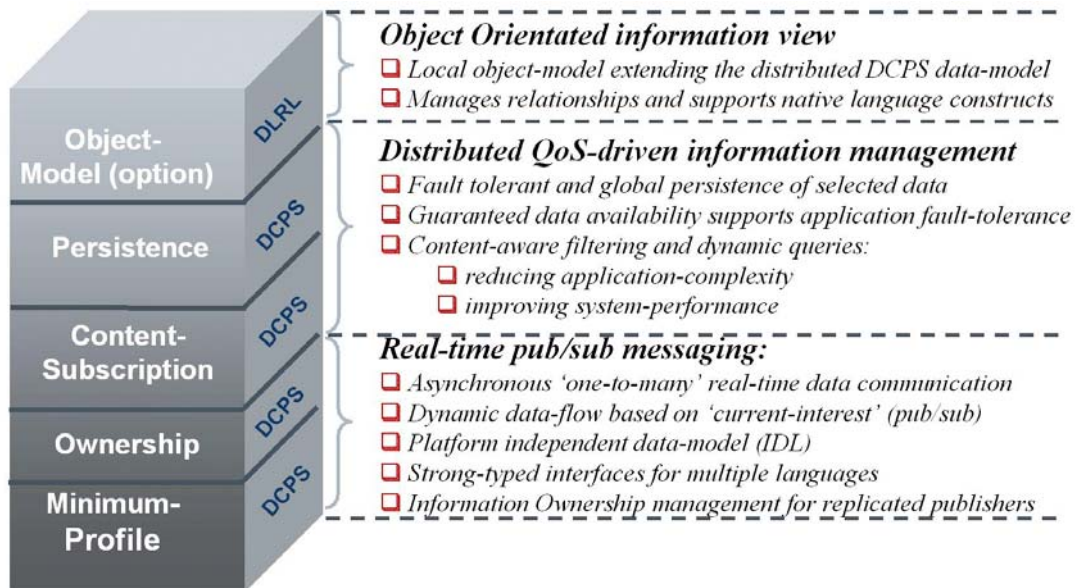 Object-
Model (option)
DLRL
Persistence
DCPS
Content-
Subscription
DCPS
Ownership
DCPS
Minimum-
Profile
DCPS
Object Orientated information view
Local object-model extending the distributed DCPS data-model
Manages relationships and supports native language constructs
Distributed QoS-driven information management
Fault tolerant and global persistence of selected data
Guaranteed data availability supports application fault-tolerance
Content-aware filtering and dynamic queries:
reducing application-complexity
improving system-performance
Real-time pub/sub messaging:
Asynchronous ‘one-to-many’ real-time data communication
Dynamic data-flow based on ‘current-interest’ (pub/sub)
Platform independent data-model (IDL)
Strong-typed interfaces for multiple languages
Information Ownership management for replicated publishers